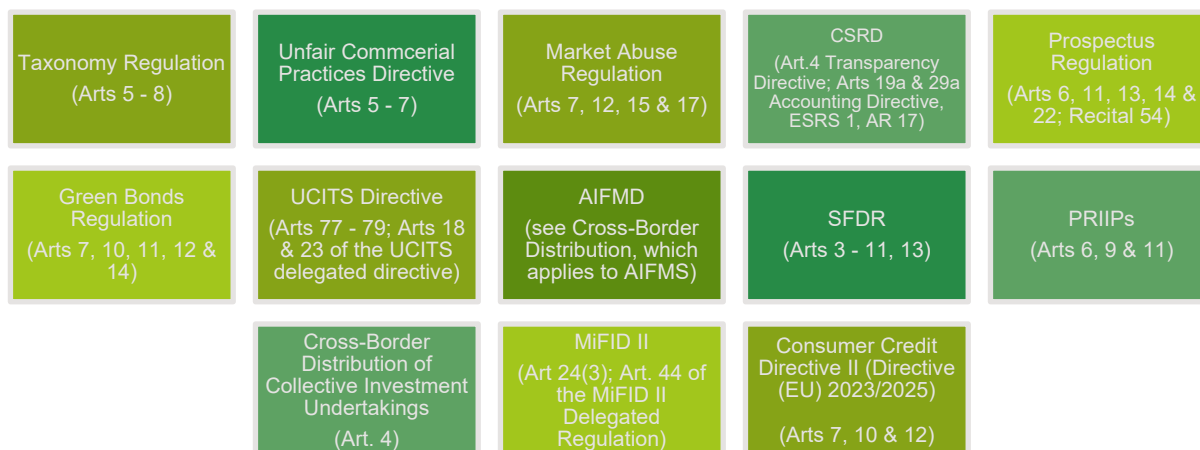 Taxonomy Regulation
(Arts 5 - 8)
Unfair Commcerial
Practices Directive
(Arts 5 - 7)
Market Abuse
Regulation
(Arts 7, 12, 15 & 17)
CSRD
(Art.4 Transparency
Directive; Arts 19a & 29a
Accounting Directive,
ESRS 1, AR 17)
Prospectus
Regulation
(Arts 6, 11, 13, 14 &
22; Recital 54)
Green Bonds
Regulation
(Arts 7, 10, 11, 12 &
14)
UCITS Directive
(Arts 77 - 79; Arts 18
& 23 of the UCITS
delegated directive)
AIFMD
(see Cross-Border
Distribution, which
applies to AIFMS)
SFDR
(Arts 3 - 11, 13)
PRIIPs
(Arts 6, 9 & 11)
Cross-Border
Distribution of
Collective Investment
Undertakings
(Art. 4)
MiFID II
(Art 24(3); Art. 44 of
the MiFID II
Delegated
Regulation)
Consumer Credit
Directive II (Directive
(EU) 2023/2025)
(Arts 7, 10 & 12)